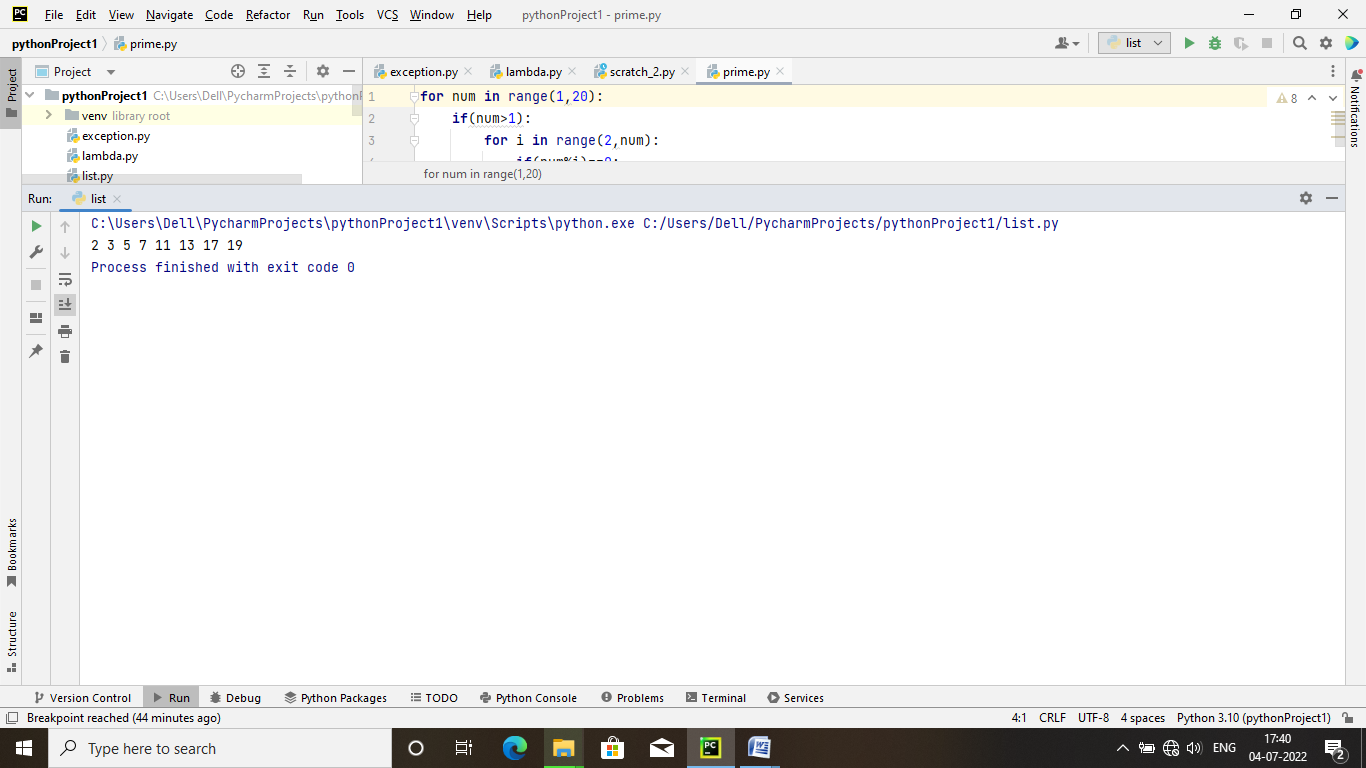 PC File Edit View Navigate Code Refactor Run Tools VCS Window Help pythonProject1 - prime.py
pythonProject1 prime.py list
Project exception.py lambda.py scratch_2.py prime.py
Project
pythonProject1 C:\Users\Dell\PycharmProjects\pythonP
venv library root
exception.py
lambda.py
list.py
1 for num in range(1,20):
2 if(num>1):
3 for i in range(2,num):
if(num%i)==0:
8
for num in range(1,20)
Notifications
Run: list
C:\Users\Dell\PycharmProjects\pythonProject1\venv\Scripts\python.exe C:/Users/Dell/PycharmProjects/pythonProject1/list.py
2 3 5 7 11 13 17 19
Process finished with exit code 0
Bookmarks
Structure
Version Control Run Debug Python Packages TODO Python Console Problems Terminal Services
Breakpoint reached (44 minutes ago) 4:1 CRLF UTF-8 4 spaces Python 3.10 (pythonProject1)
Type here to search PC W ENG 17:40
04-07-2022 2